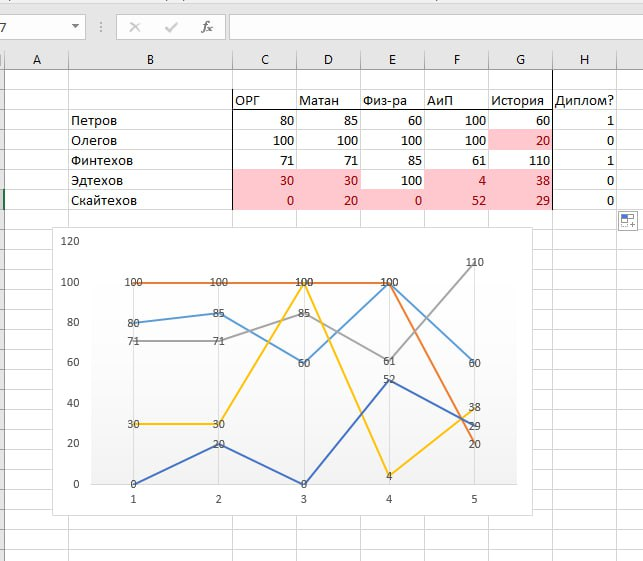 7 fx
A B C D E F G H
ОРГ Матан Физ-ра АиП История Диплом?
Петров 80 85 60 100 60 1
Олегов 100 100 100 100 20 0
Финтехов 71 71 85 61 110 1
Эдтехов 30 30 100 4 38 0
Скайтехов 0 20 0 52 29 0
120
110
100 100 100 100 100
80 80 85 85
71 71
60 60 61 60
52
40 38
30 30 29
20 20 20
0 0 0 4
1 2 3 4 5